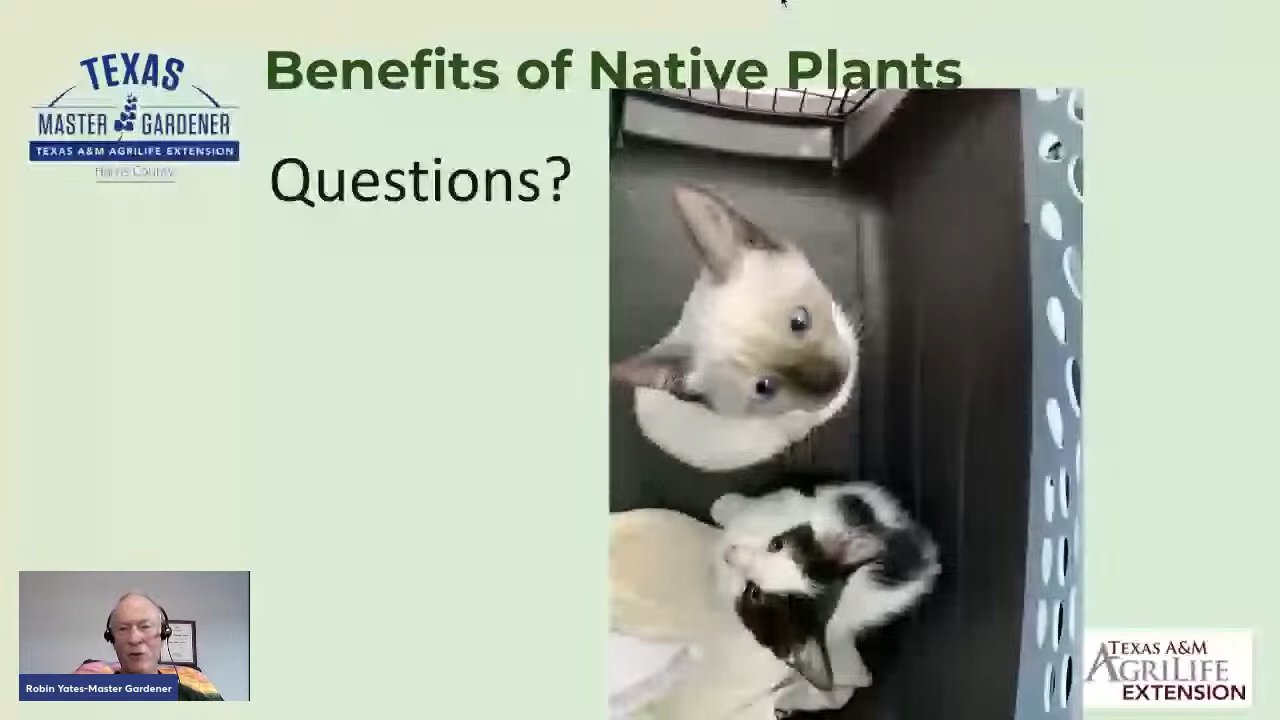 Benefits of Native Plants
TEXAS
MASTER GARDENER
TEXAS A&M AGRILIFE EXTENSION
Harris County
Questions?
Robin Yates-Master Gardener
TEXAS A&M
AGRILIFE
EXTENSION